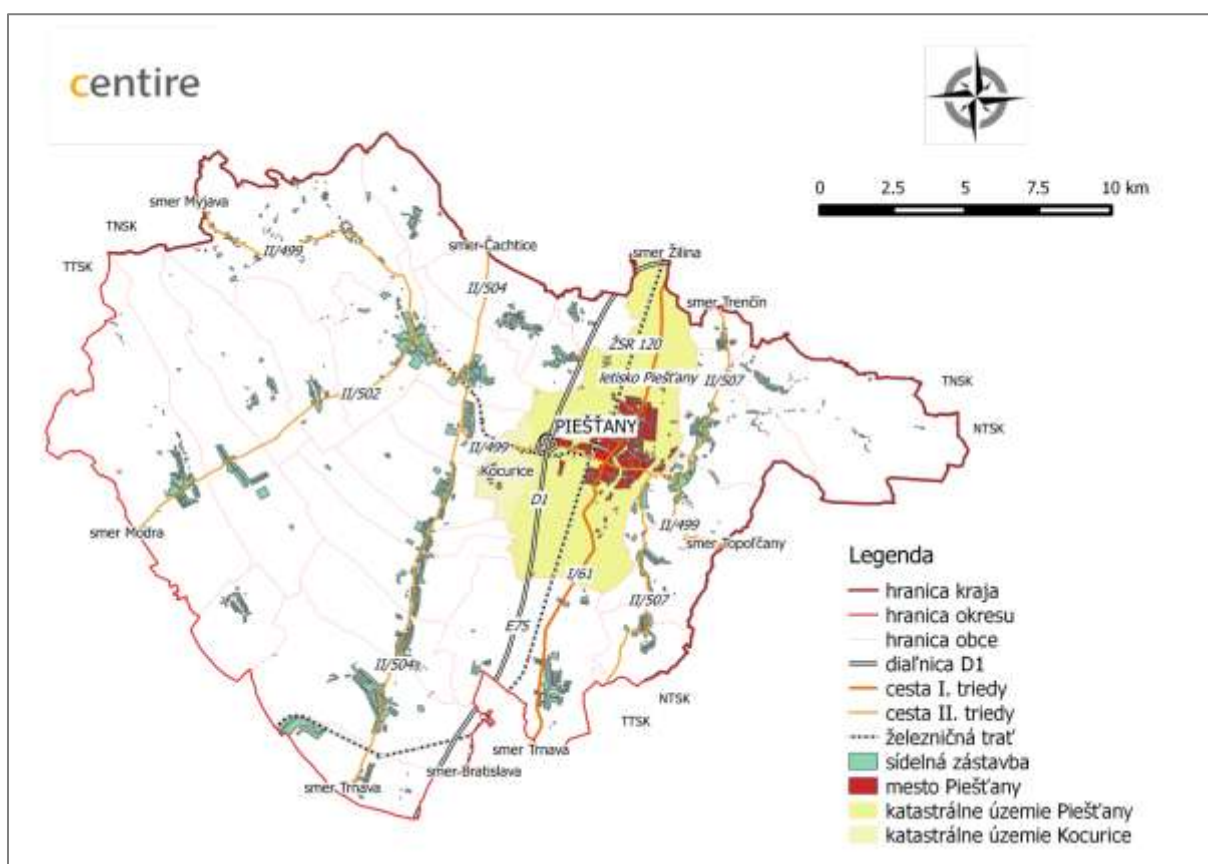 centire
0 2.5 5 7.5 10 km
smer Myjava
TNSK
II/499
smer Čachtice
smer Žilina
TTSK
II/504
smer Trenčín
ŽSR 120
letisko Piešťany
II/507
TNSK
II/502
PIEŠŤANY
NTSK
II/499
Kocurice
D1
II/499
smer Modra
smer Topoľčany
I/61
II/507
E75
II/504
NTSK
TTSK
smer Trnava
smer Bratislava
smer Trnava
Legenda
hranica kraja
hranica okresu
hranica obce
diaľnica D1
cesta I. triedy
cesta II. triedy
železničná trať
sídelná zástavba
mesto Piešťany
katastrálne územie Piešťany
katastrálne územie Kocurice